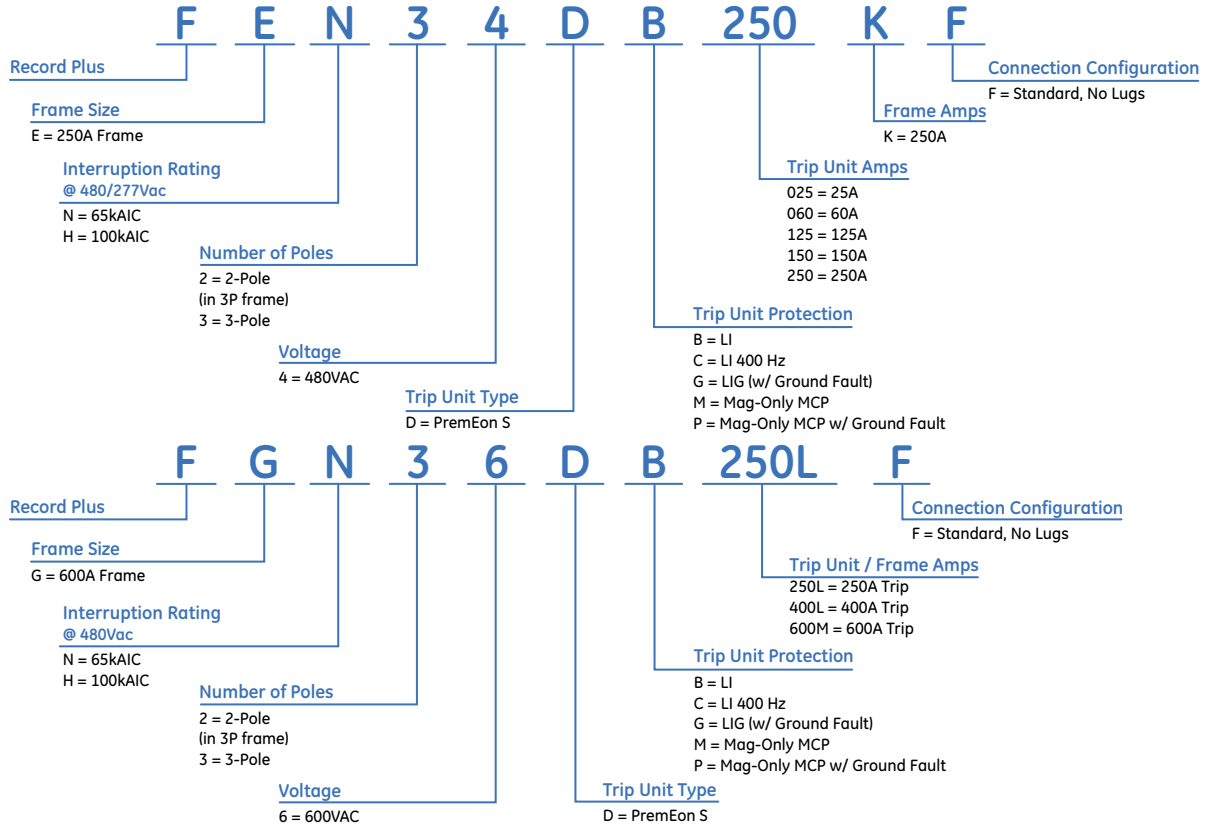 F E N 3 4 D B 250 K F
Record Plus
Frame Size
E = 250A Frame
Interruption Rating
@ 480/277Vac
N = 65kAIC
H = 100kAIC
Number of Poles
2 = 2-Pole
(in 3P frame)
3 = 3-Pole
Voltage
4 = 480VAC
Trip Unit Type
D = PremEon S
Trip Unit Protection
B = LI
C = LI 400 Hz
G = LIG (w/ Ground Fault)
M = Mag-Only MCP
P = Mag-Only MCP w/ Ground Fault
Trip Unit Amps
025 = 25A
060 = 60A
125 = 125A
150 = 150A
250 = 250A
Frame Amps
K = 250A
Connection Configuration
F = Standard, No Lugs
F G N 3 6 D B 250L F
Record Plus
Frame Size
G = 600A Frame
Interruption Rating
@ 480Vac
N = 65kAIC
H = 100kAIC
Number of Poles
2 = 2-Pole
(in 3P frame)
3 = 3-Pole
Voltage
6 = 600VAC
Trip Unit Type
D = PremEon S
Trip Unit Protection
B = LI
C = LI 400 Hz
G = LIG (w/ Ground Fault)
M = Mag-Only MCP
P = Mag-Only MCP w/ Ground Fault
Trip Unit / Frame Amps
250L = 250A Trip
400L = 400A Trip
600M = 600A Trip
Connection Configuration
F = Standard, No Lugs